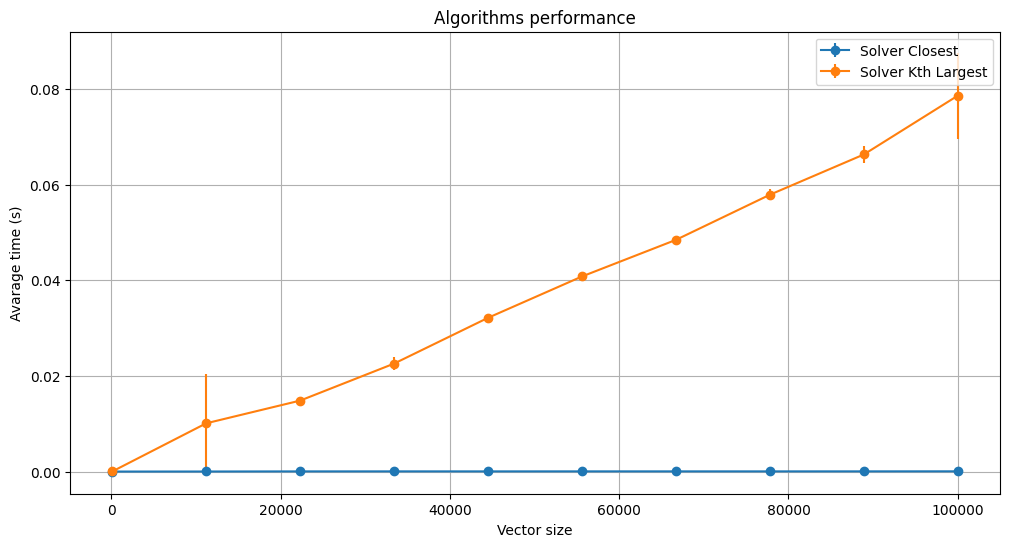 Algorithms performance
Solver Closest
Solver Kth Largest
0.08
0.06
0.04
0.02
0.00
Avarage time (s)
0
20000
40000
60000
80000
100000
Vector size